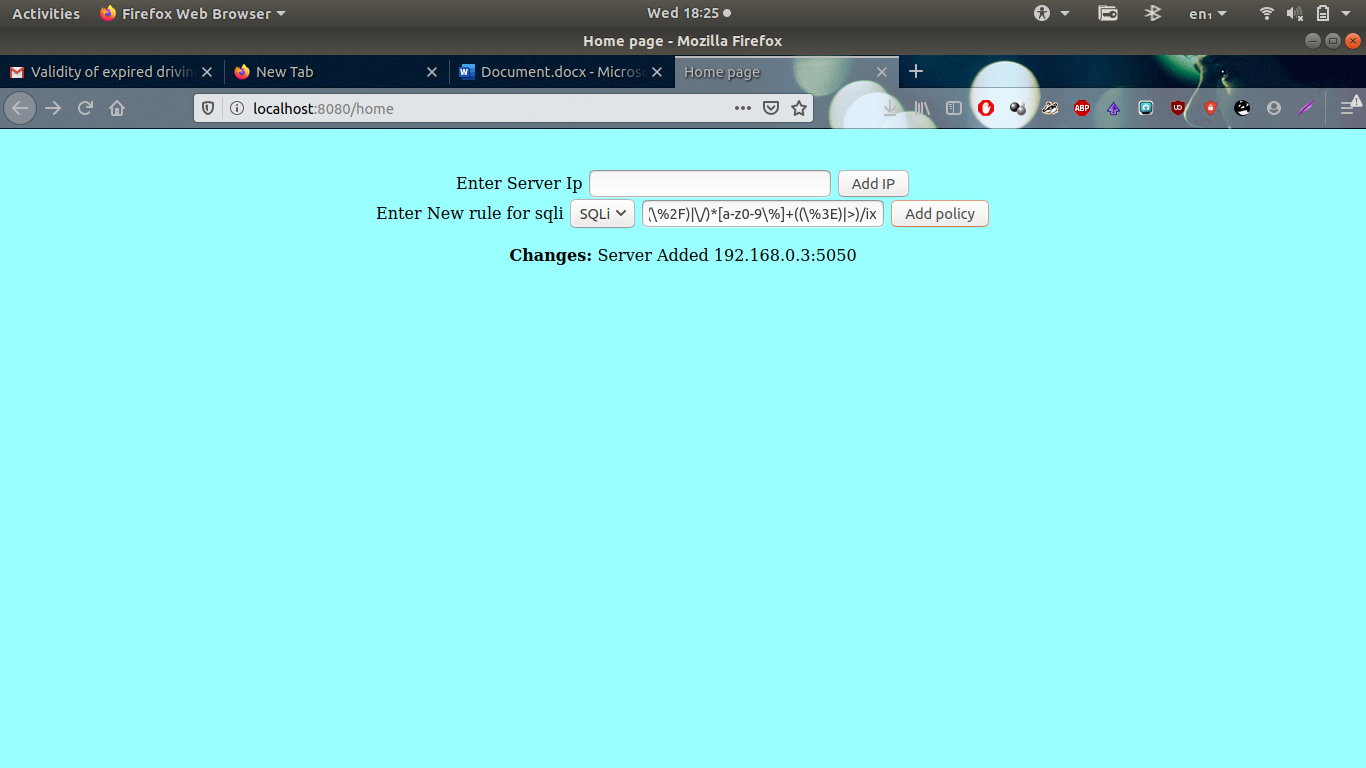 Activities Firefox Web Browser Wed 18:25 en₁
Home page - Mozilla Firefox
Validity of expired drivin New Tab Document.docx - Microso Home page
localhost:8080/home ABP
Enter Server Ip Add IP
Enter New rule for sqli SQLi \%2F)|\/)*[a-z0-9\%]+((\%3E)|>)/ix Add policy
Changes: Server Added 192.168.0.3:5050